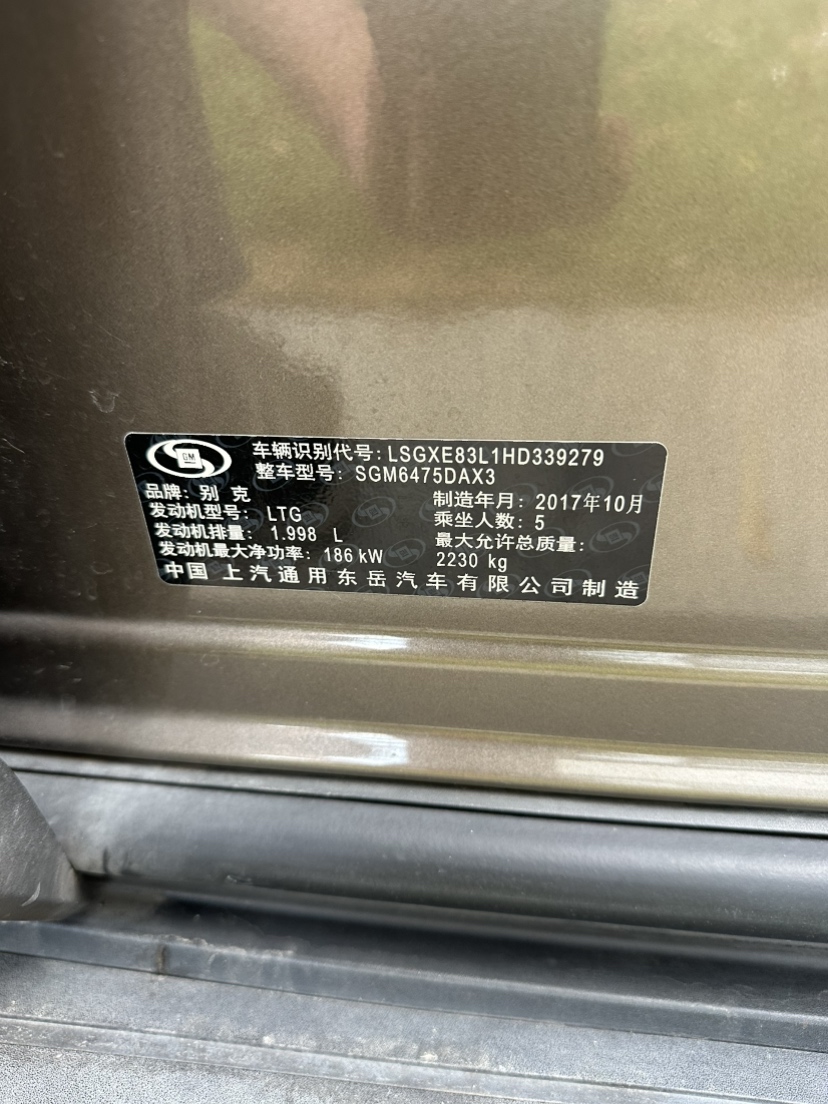 GM
车辆识别代号: LSGXE83L1HD339279
整车型号: SGM6475DAX3
品牌: 别 克
制造年月: 2017年10月
发动机型号: LTG
乘坐人数: 5
发动机排量: 1.998 L
最大允许总质量:
发动机最大净功率: 186 kW
2230 kg
中国 上汽通用东岳汽车有限公司制造